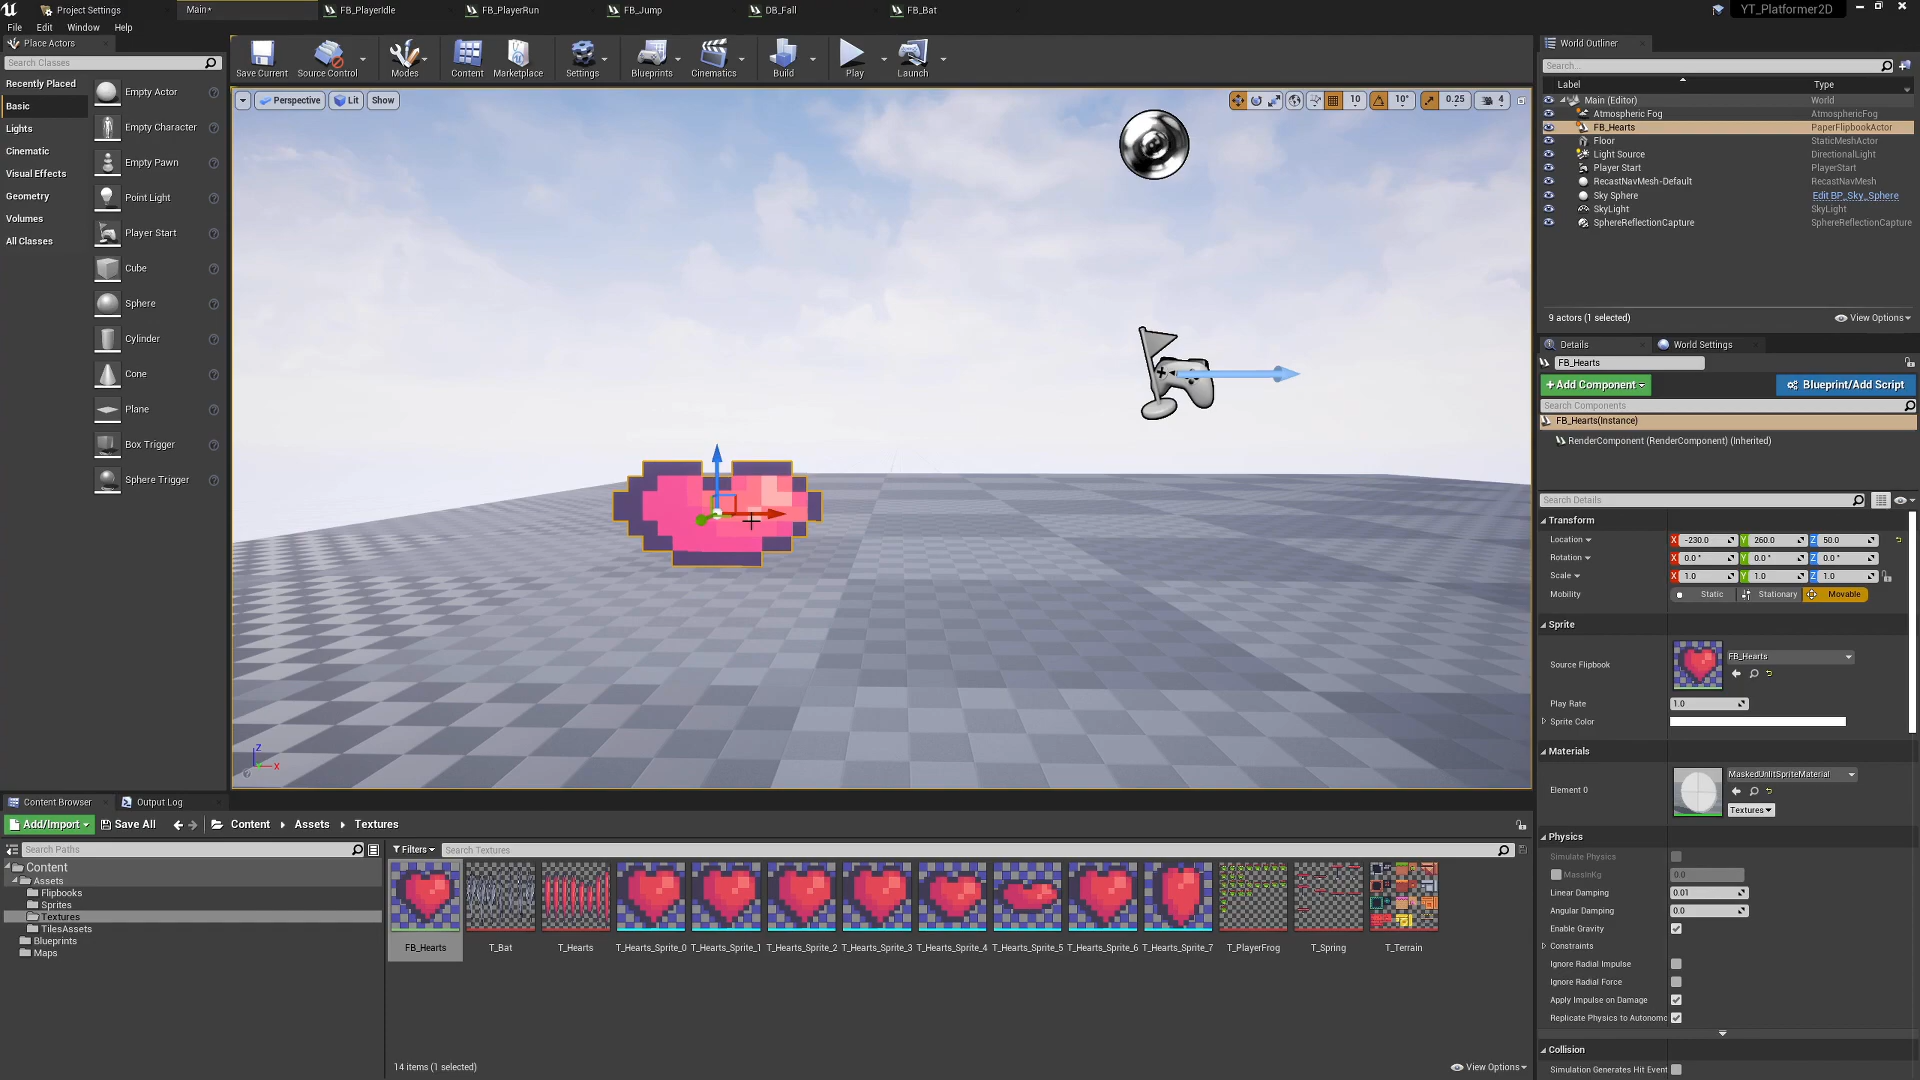 Project Settings
Main*
FB_PlayerIdle
FB_PlayerRun
FB_Jump
DB_Fall
FB_Bat
YT_Platformer2D
File Edit Window Help
Place Actors
Search Classes
Recently Placed
Basic
Lights
Cinematic
Visual Effects
Geometry
Volumes
All Classes
Empty Actor
Empty Character
Empty Pawn
Point Light
Player Start
Cube
Sphere
Cylinder
Cone
Plane
Box Trigger
Sphere Trigger
Save Current
Source Control
Modes
Content
Marketplace
Settings
Blueprints
Cinematics
Build
Play
Launch
Perspective Lit Show
10 10° 0.25 4
Z
X
World Outliner
Search...
Label Type
Main (Editor) World
Atmospheric Fog AtmosphericFog
FB_Hearts PaperFlipbookActor
Floor StaticMeshActor
Light Source DirectionalLight
Player Start PlayerStart
RecastNavMesh-Default RecastNavMesh
Sky Sphere Edit BP_Sky_Sphere
SkyLight SkyLight
SphereReflectionCapture SphereReflectionCapture
9 actors (1 selected) View Options
Details World Settings
FB_Hearts
+Add Component Blueprint/Add Script
Search Components
FB_Hearts(Instance)
RenderComponent (RenderComponent) (Inherited)
Search Details
Transform
Location X -230.0 Y 260.0 Z 50.0
Rotation X 0.0° Y 0.0° Z 0.0°
Scale X 1.0 Y 1.0 Z 1.0
Mobility Static Stationary Movable
Sprite
Source Flipbook FB_Hearts
Play Rate 1.0
Sprite Color
Materials
Element 0 MaskedUnlitSpriteMaterial
Textures
Physics
Simulate Physics
MassInKg 0.0
Linear Damping 0.01
Angular Damping 0.0
Enable Gravity
Constraints
Ignore Radial Impulse
Ignore Radial Force
Apply Impulse on Damage
Replicate Physics to Autonomo
Collision
Simulation Generates Hit Event
Content Browser Output Log
Add/Import Save All Content Assets Textures
Search Paths
Content
Assets
Flipbooks
Sprites
Textures
TilesAssets
Blueprints
Maps
Filters Search Textures
FB_Hearts T_Bat T_Hearts T_Hearts_Sprite_0 T_Hearts_Sprite_1 T_Hearts_Sprite_2 T_Hearts_Sprite_3 T_Hearts_Sprite_4 T_Hearts_Sprite_5 T_Hearts_Sprite_6 T_Hearts_Sprite_7 T_PlayerFrog T_Spring T_Terrain
14 items (1 selected) View Options